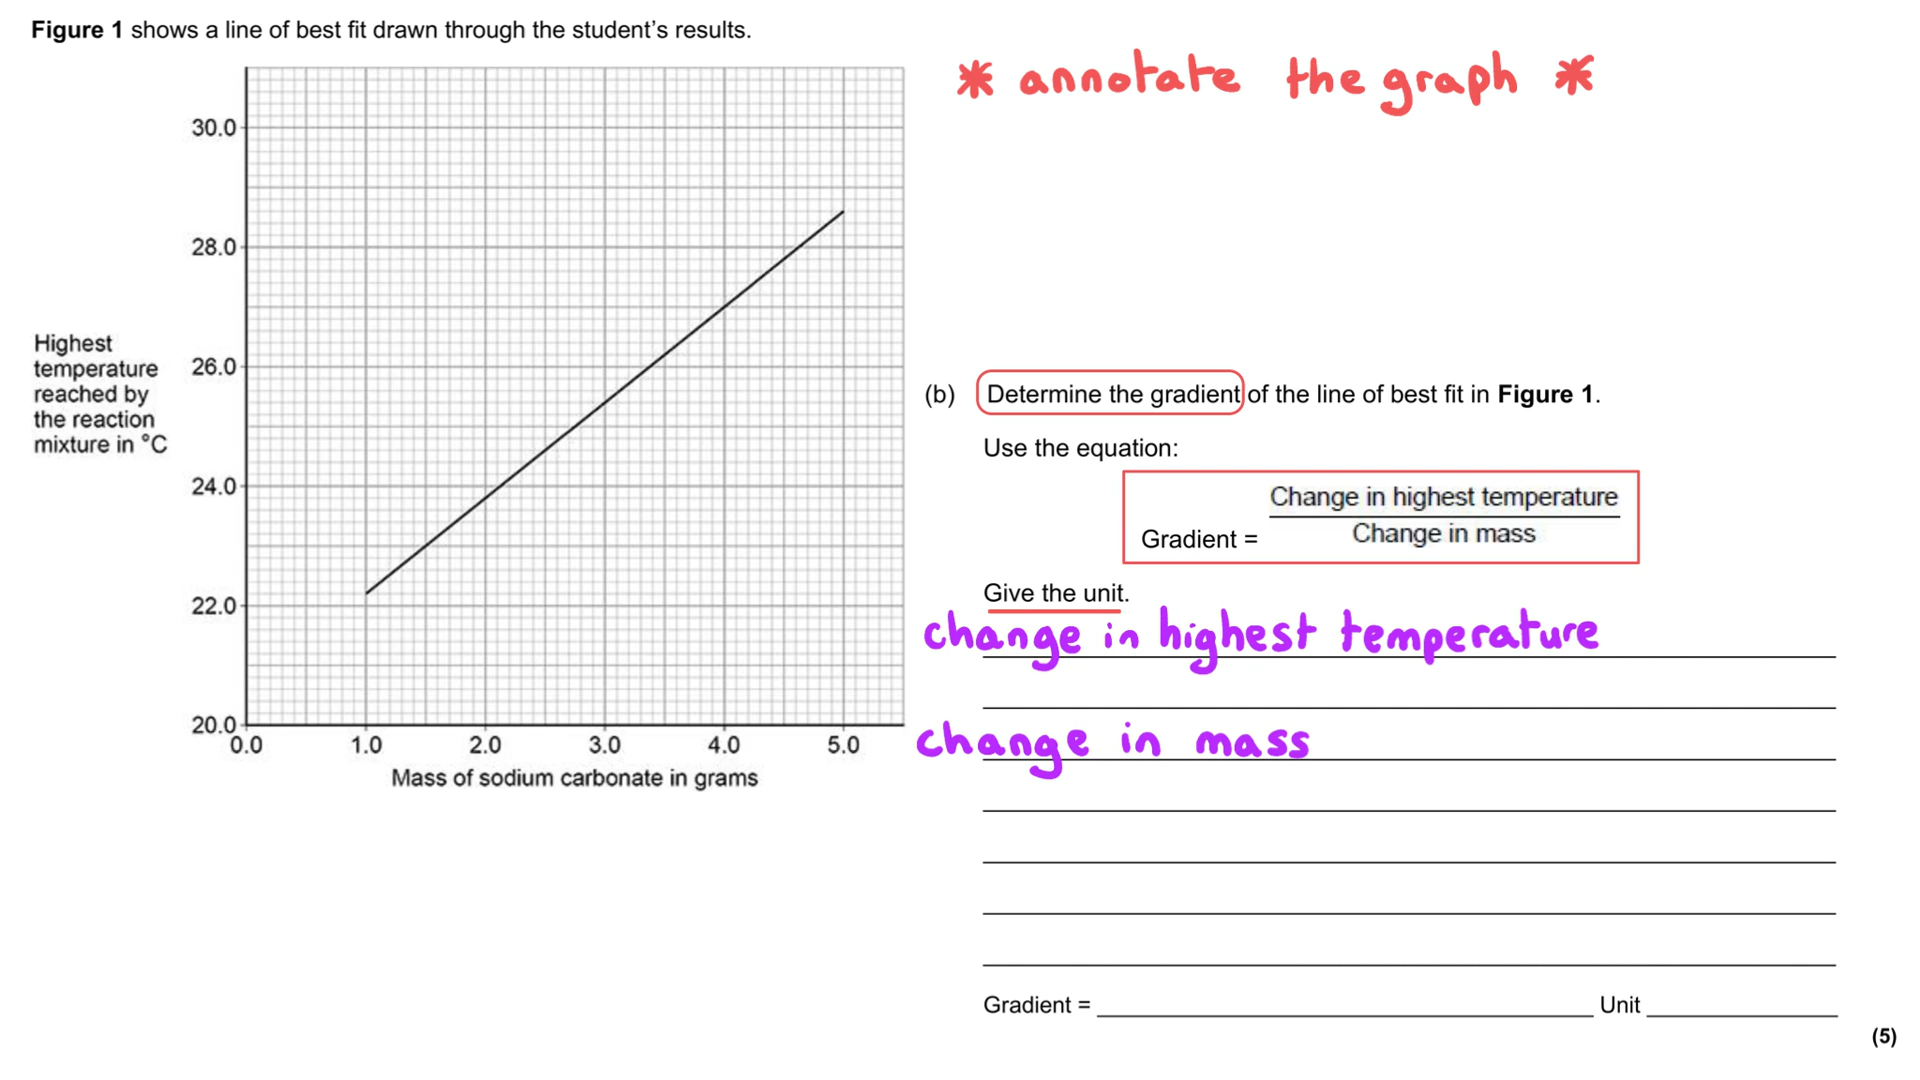 Figure 1 shows a line of best fit drawn through the student's results.
* annotate the graph *
30.0
28.0
Highest
temperature
reached by
the reaction
mixture in °C
26.0
24.0
22.0
20.0
0.0 1.0 2.0 3.0 4.0 5.0
Mass of sodium carbonate in grams
(b) Determine the gradient of the line of best fit in Figure 1.
Use the equation:
Gradient = Change in highest temperature
Change in mass
Give the unit.
change in highest temperature
change in mass
Gradient = Unit
(5)